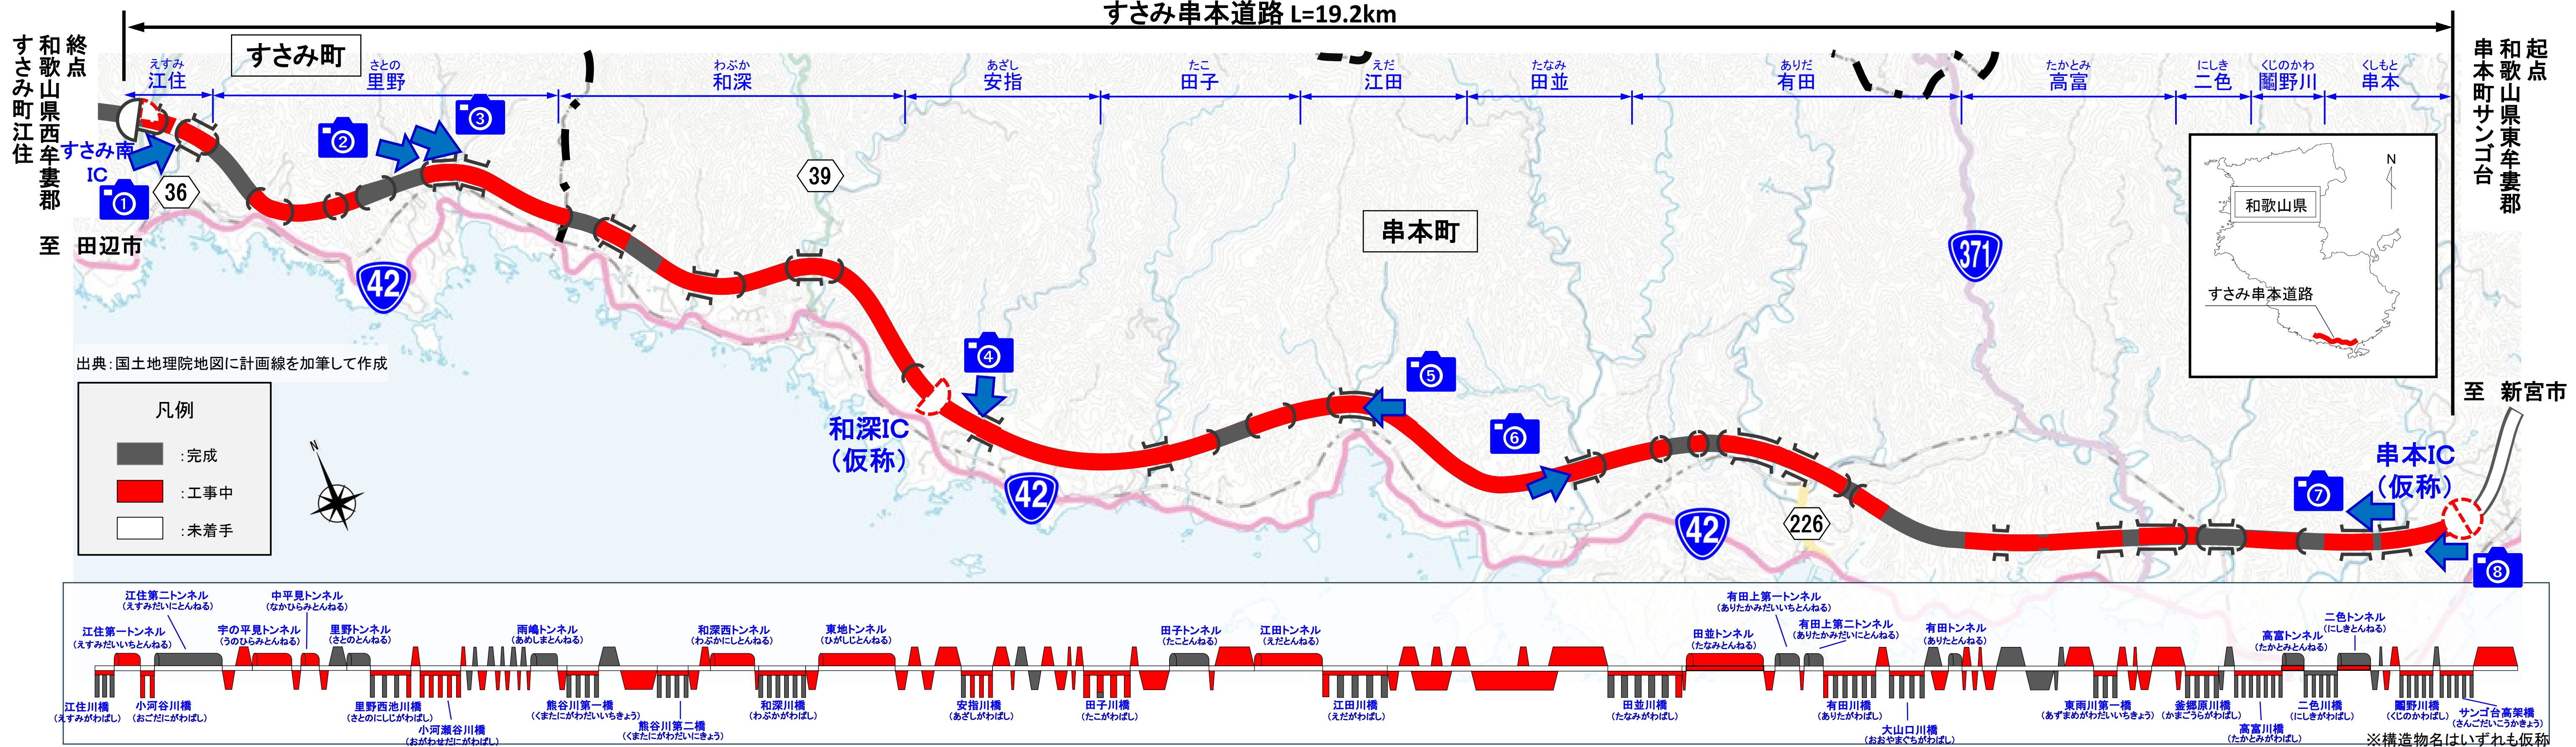 すさみ串本道路 L=19.2km
終点
和歌山県西牟婁郡
すさみ町江住
すさみ町
えすみ
江住
さとの
里野
わぶか
和深
あざし
安指
たこ
田子
えだ
江田
たなみ
田並
ありだ
有田
たかとみ
高富
にしき
二色
くじのかわ
鬮野川
くしもと
串本
起点
和歌山県東牟婁郡
串本町サンゴ台
すさみ南
IC
①
②
③
36
39
至 田辺市
42
串本町
371
N
和歌山県
すさみ串本道路
出典:国土地理院地図に計画線を加筆して作成
凡例
:完成
:工事中
:未着手
N
④
和深IC
(仮称)
42
⑤
⑥
42
226
至 新宮市
串本IC
(仮称)
⑦
⑧
江住第二トンネル
(えすみだいにとんねる)
中平見トンネル
(なかひらみとんねる)
有田上第一トンネル
(ありたかみだいいちとんねる)
江住第一トンネル
(えすみだいいちとんねる)
宇の平見トンネル
(うのひらみとんねる)
里野トンネル
(さとのとんねる)
雨嶋トンネル
(あめしまとんねる)
和深西トンネル
(わぶかにしとんねる)
東地トンネル
(ひがしじとんねる)
田子トンネル
(たことんねる)
江田トンネル
(えだとんねる)
田並トンネル
(たなみとんねる)
有田上第二トンネル
(ありたかみだいにとんねる)
有田トンネル
(ありたとんねる)
高富トンネル
(たかとみとんねる)
二色トンネル
(にしきとんねる)
江住川橋
(えすみがわばし)
小河谷川橋
(おごだにがわばし)
里野西池川橋
(さとのにしじがわばし)
小河瀬谷川橋
(おがわせだにがわばし)
熊谷川第一橋
(くまたにがわだいいちきょう)
熊谷川第二橋
(くまたにがわだいにきょう)
和深川橋
(わぶかがわばし)
安指川橋
(あざしがわばし)
田子川橋
(たこがわばし)
江田川橋
(えだがわばし)
田並川橋
(たなみがわばし)
有田川橋
(ありたがわばし)
大山口川橋
(おおやまぐちがわばし)
東雨川第一橋
(あずまめがわだいいちきょう)
釜郷原川橋
(かまごうらがわばし)
高富川橋
(たかとみがわばし)
二色川橋
(にしきがわばし)
鬮野川橋
(くじのかわばし)
サンゴ台高架橋
(さんごだいこうかきょう)
※構造物名はいずれも仮称